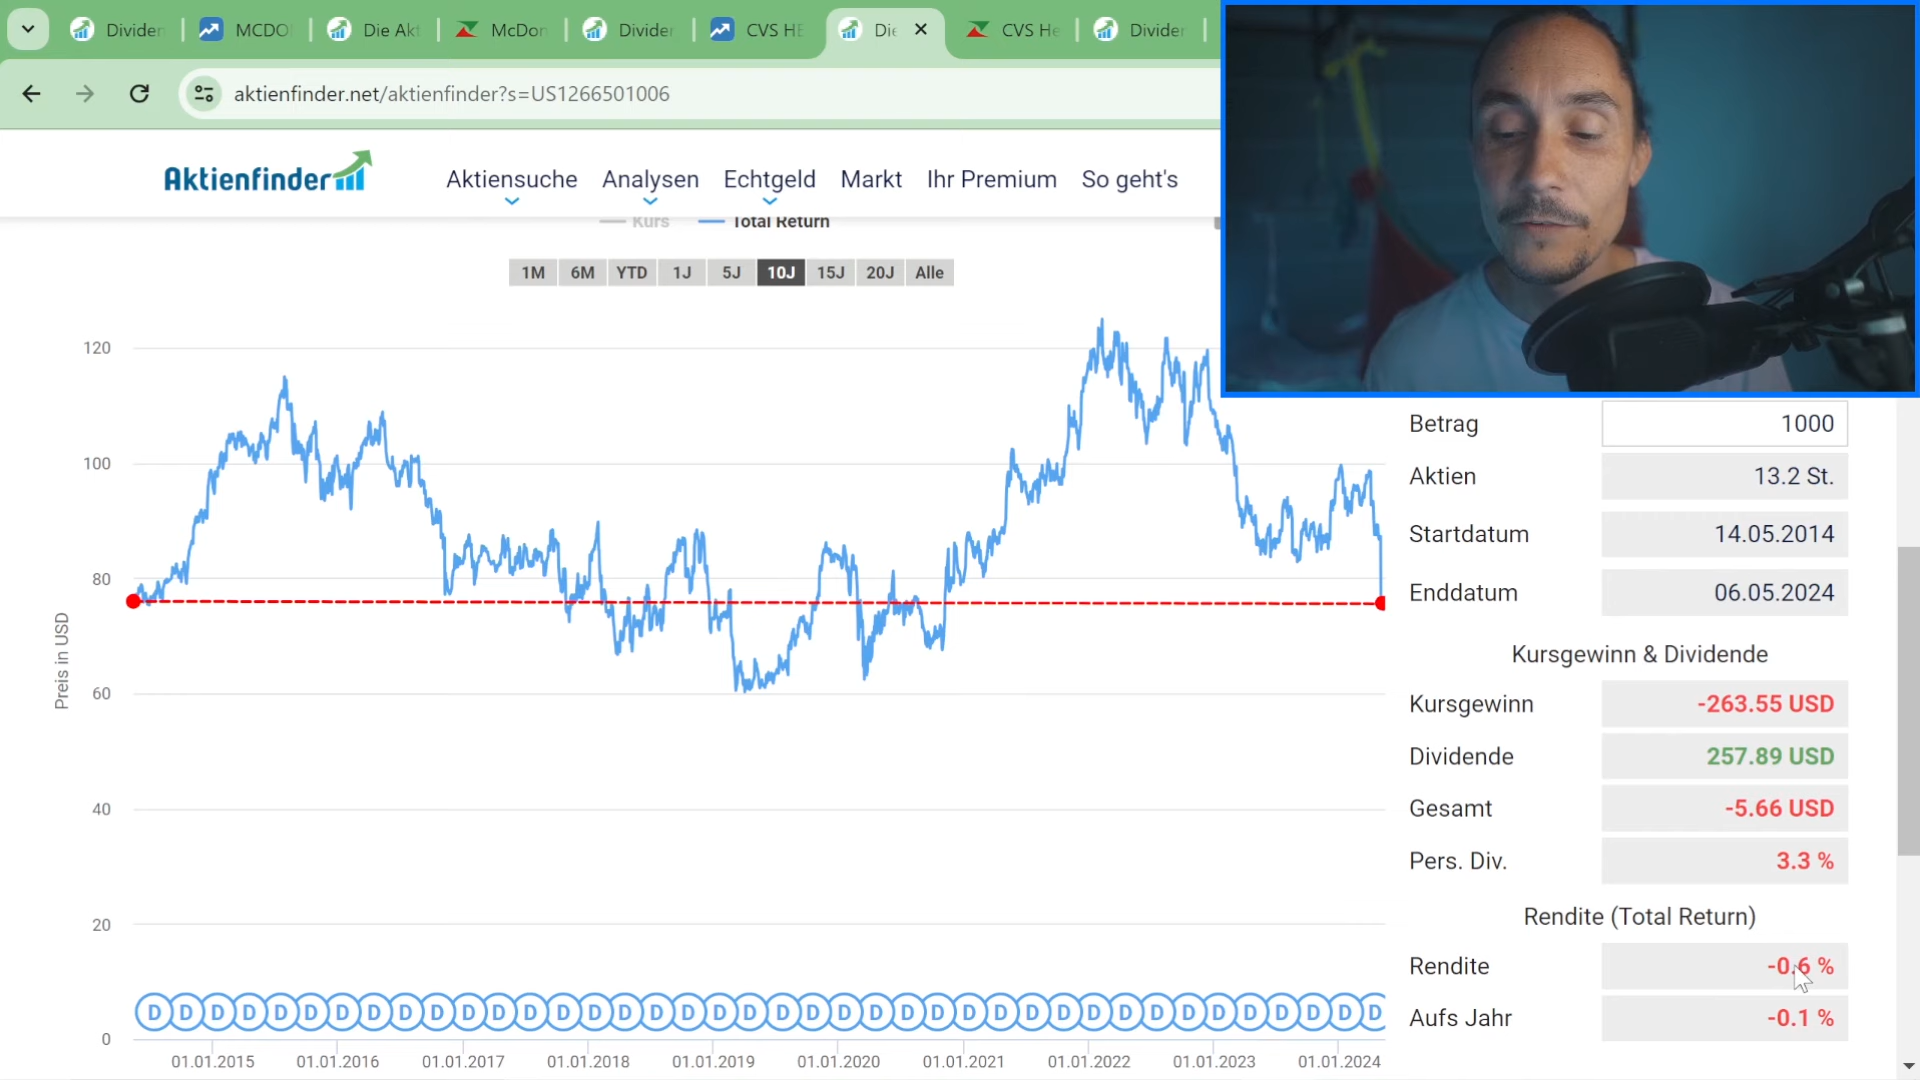 Dividen
MCDO
Die Akt
McDon
Dividen
CVS HE
Die
CVS He
Dividen
aktienfinder.net/aktienfinder?s=US1266501006
Aktienfinder
Aktiensuche
Analysen
Echtgeld
Markt
Ihr Premium
So geht's
Kurs
Total Return
1M
6M
YTD
1J
5J
10J
15J
20J
Alle
Preis in USD
120
100
80
60
40
20
0
D D D D D D D D D D D D D D D D D D D D D D D D D D D D D D D D D D D D D D D D
01.01.2015
01.01.2016
01.01.2017
01.01.2018
01.01.2019
01.01.2020
01.01.2021
01.01.2022
01.01.2023
01.01.2024
Betrag 1000
Aktien 13.2 St.
Startdatum 14.05.2014
Enddatum 06.05.2024
Kursgewinn & Dividende
Kursgewinn -263.55 USD
Dividende 257.89 USD
Gesamt -5.66 USD
Pers. Div. 3.3 %
Rendite (Total Return)
Rendite -0.6 %
Aufs Jahr -0.1 %